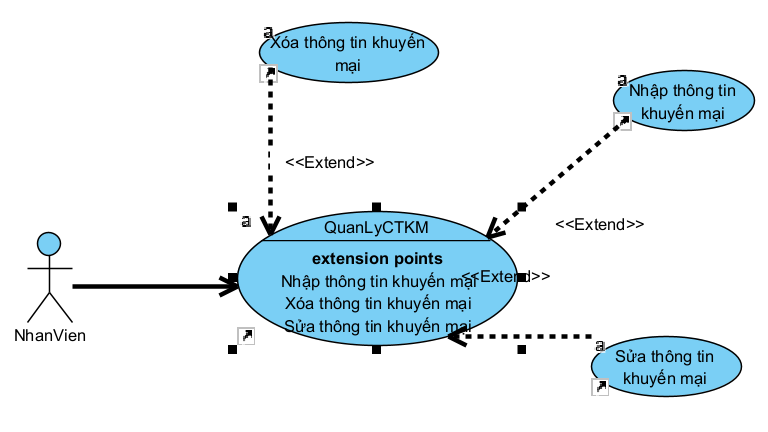 a
Xóa thông tin khuyến
mại
a
Nhập thông tin
khuyến mại
<<Extend>>
<<Extend>>
a
QuanLyCTKM
extension points
Nhập thông tin khuyến mại
<<Extend>>
Xóa thông tin khuyến mại
Sửa thông tin khuyến mại
NhanVien
a
Sửa thông tin
khuyến mại